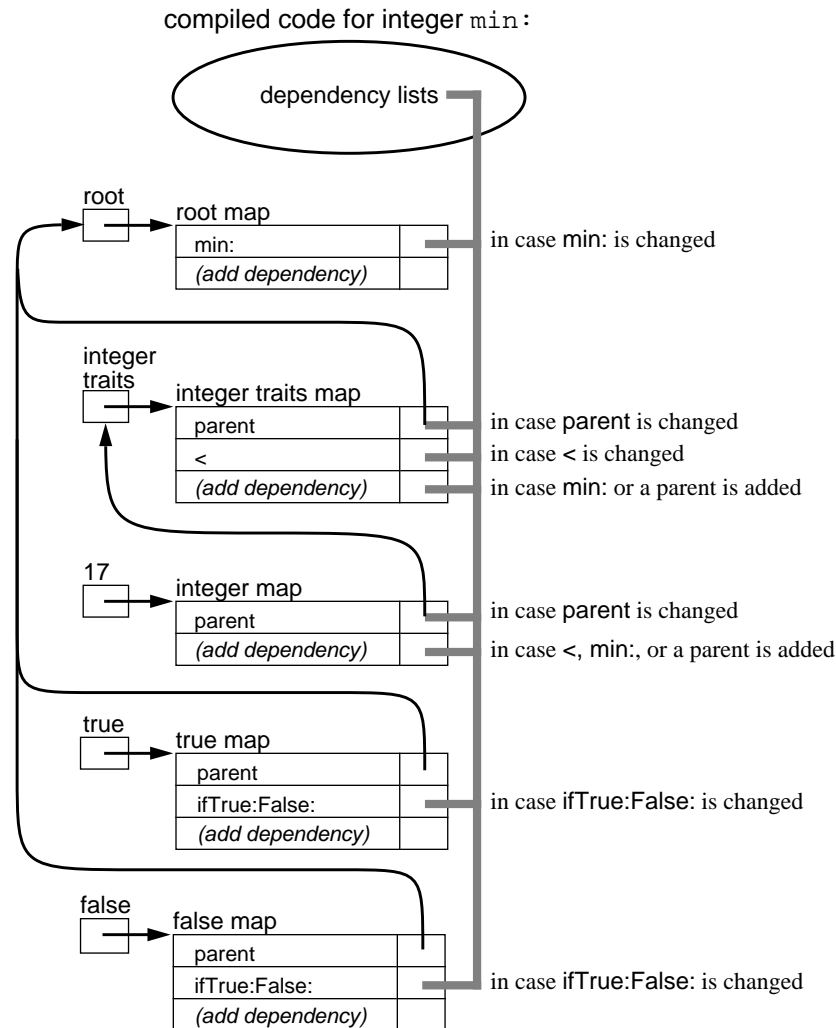 compiled code for integer min:
dependency lists
root
root map
min:
in case min: is changed
(add dependency)
integer
traits
integer traits map
parent
in case parent is changed
<
in case < is changed
(add dependency)
in case min: or a parent is added
17
integer map
parent
in case parent is changed
(add dependency)
in case <, min:, or a parent is added
true
true map
parent
ifTrue:False:
in case ifTrue:False: is changed
(add dependency)
false
false map
parent
ifTrue:False:
in case ifTrue:False: is changed
(add dependency)